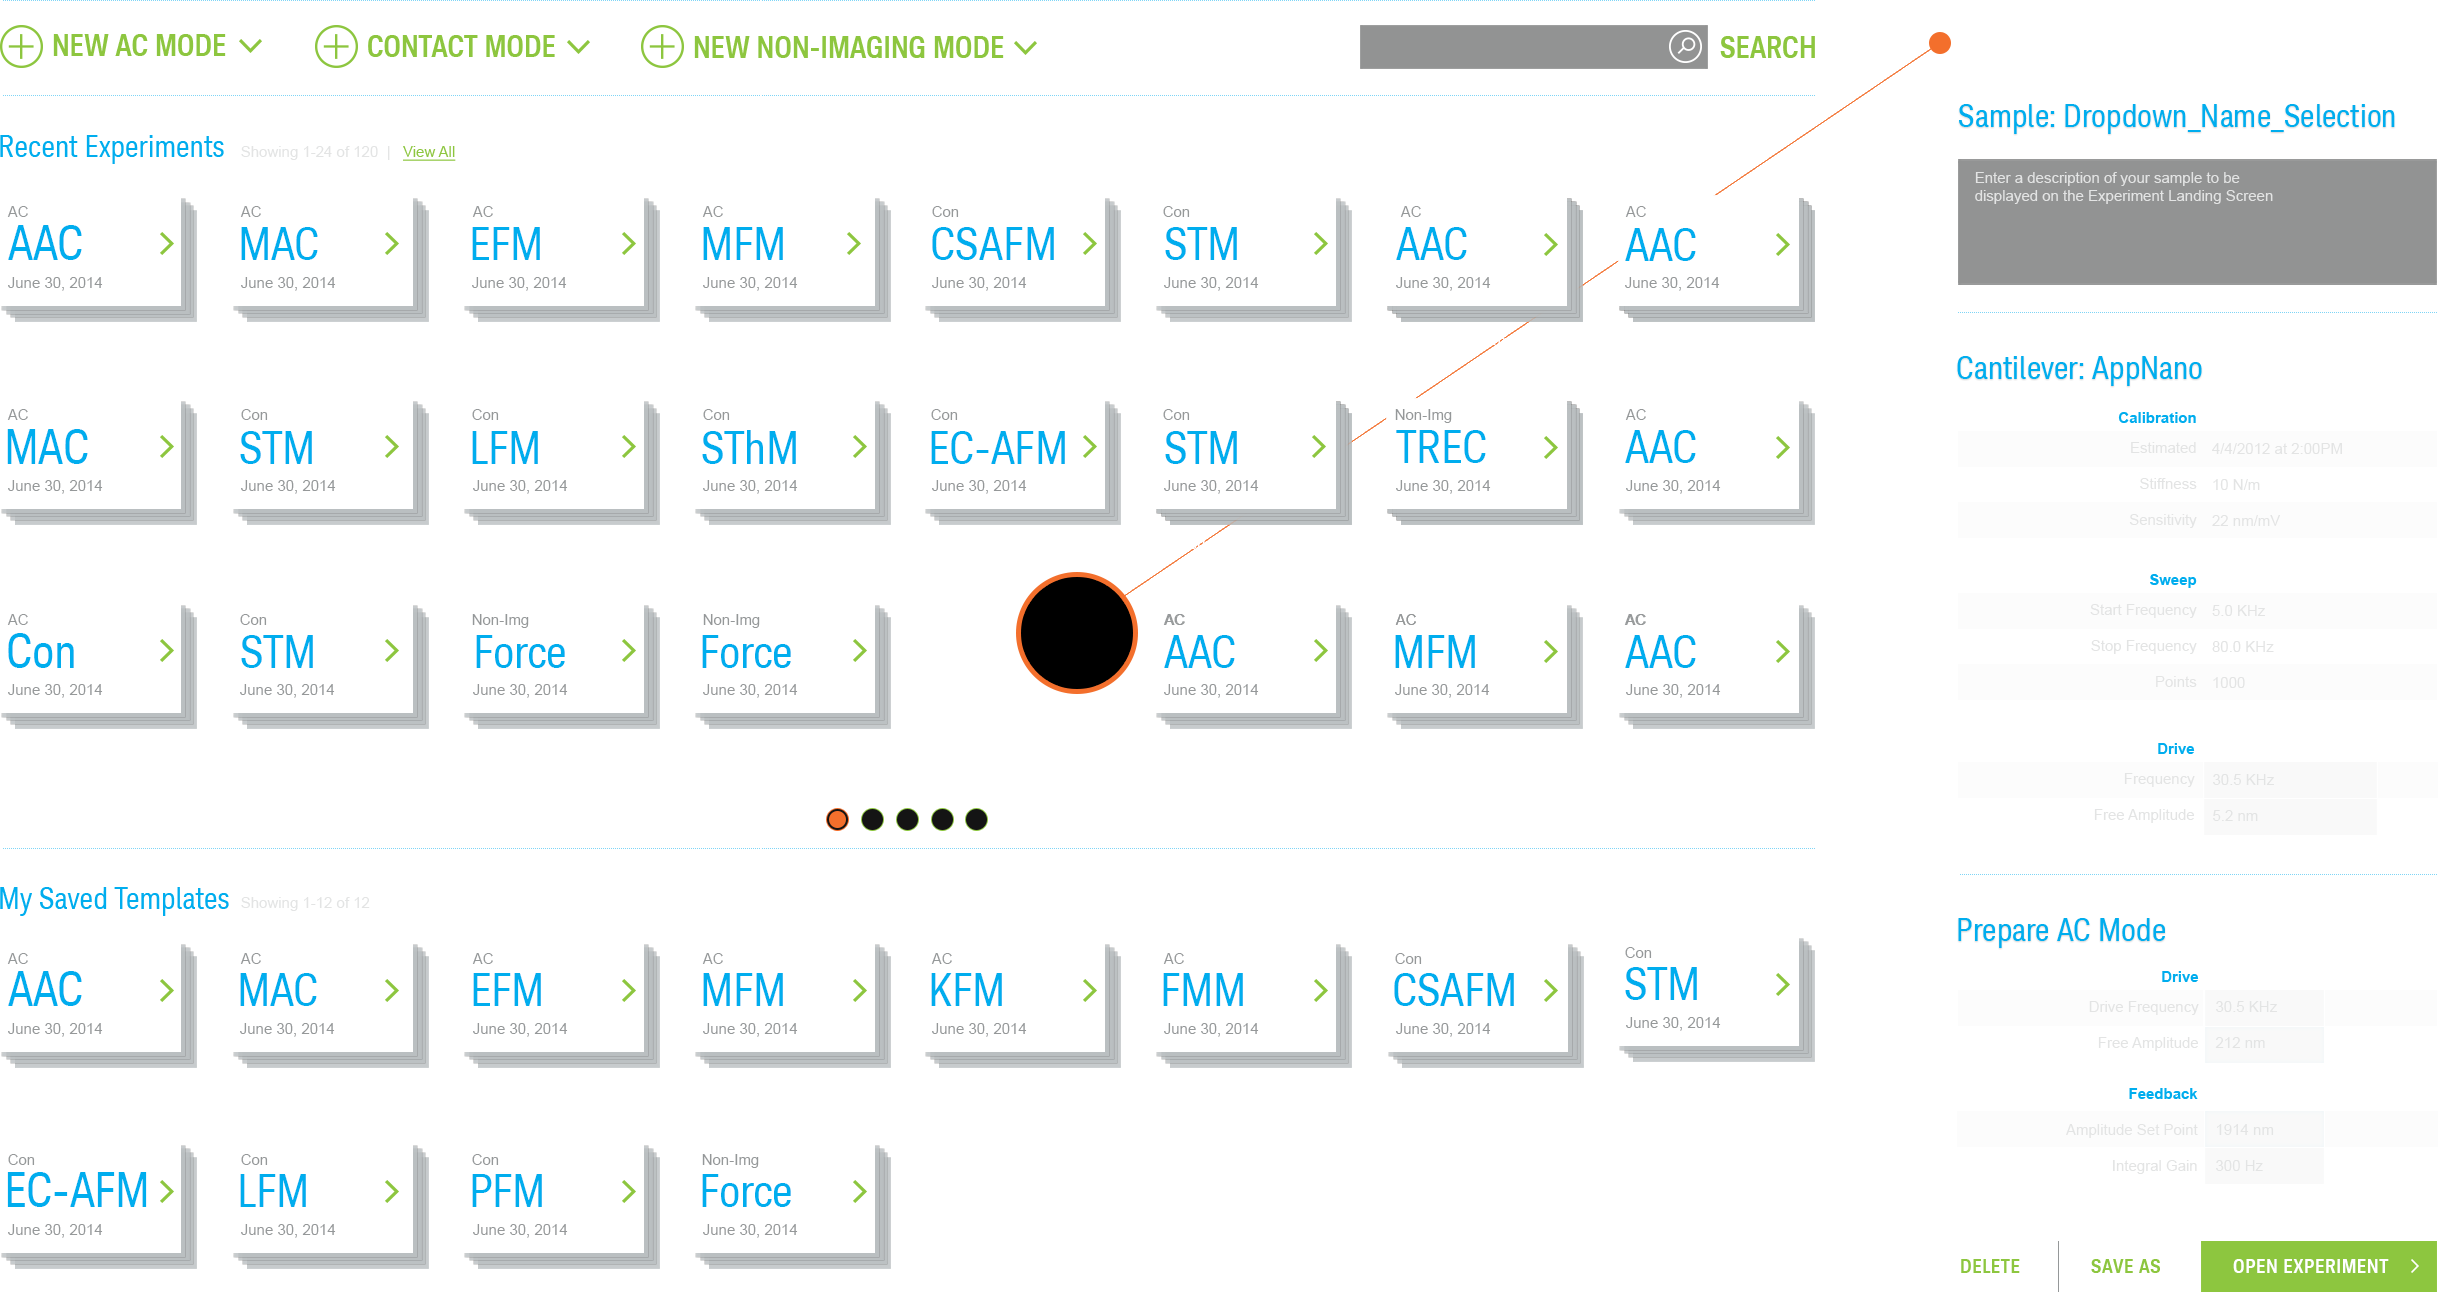 NEW AC MODE
CONTACT MODE
NEW NON-IMAGING MODE
SEARCH
Recent Experiments Showing 1-24 of 120 | View All
AC
AAC
June 30, 2014
AC
MAC
June 30, 2014
AC
EFM
June 30, 2014
AC
MFM
June 30, 2014
Con
CSAFM
June 30, 2014
Con
STM
June 30, 2014
AC
AAC
June 30, 2014
AC
AAC
June 30, 2014
AC
MAC
June 30, 2014
Con
STM
June 30, 2014
Con
LFM
June 30, 2014
Con
SThM
June 30, 2014
Con
EC-AFM
June 30, 2014
Con
STM
June 30, 2014
Non-Img
TREC
June 30, 2014
AC
AAC
June 30, 2014
AC
Con
June 30, 2014
Con
STM
June 30, 2014
Non-Img
Force
June 30, 2014
Non-Img
Force
June 30, 2014
AC
AAC
June 30, 2014
AC
MFM
June 30, 2014
AC
AAC
June 30, 2014
My Saved Templates Showing 1-12 of 12
AC
AAC
June 30, 2014
AC
MAC
June 30, 2014
AC
EFM
June 30, 2014
AC
MFM
June 30, 2014
AC
KFM
June 30, 2014
AC
FMM
June 30, 2014
Con
CSAFM
June 30, 2014
Con
STM
June 30, 2014
Con
EC-AFM
June 30, 2014
Con
LFM
June 30, 2014
Con
PFM
June 30, 2014
Non-Img
Force
June 30, 2014
Sample: Dropdown_Name_Selection
Enter a description of your sample to be
displayed on the Experiment Landing Screen
Cantilever: AppNano
Calibration
Estimated 4/4/2012 at 2:00PM
Stiffness 10 N/m
Sensitivity 22 nm/mV
Sweep
Start Frequency 5.0 KHz
Stop Frequency 80.0 KHz
Points 1000
Drive
Frequency 30.5 KHz
Free Amplitude 5.2 nm
Prepare AC Mode
Drive
Drive Frequency 30.5 KHz
Free Amplitude 212 nm
Feedback
Amplitude Set Point 1914 nm
Integral Gain 300 Hz
DELETE
SAVE AS
OPEN EXPERIMENT